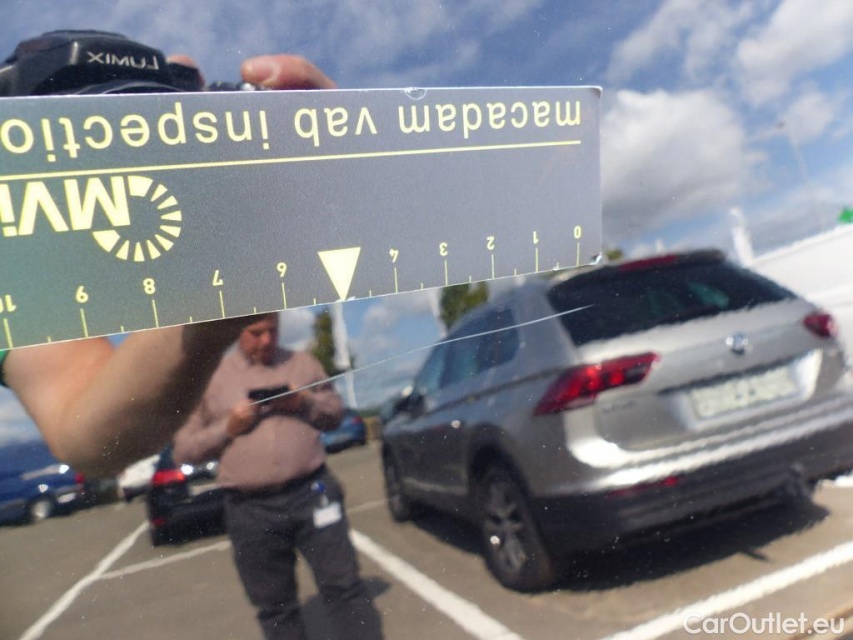 LUMIX
macadam vab inspectio
MVi
0 1 2 3 4 6 7 8 9 10
CarOutlet.eu